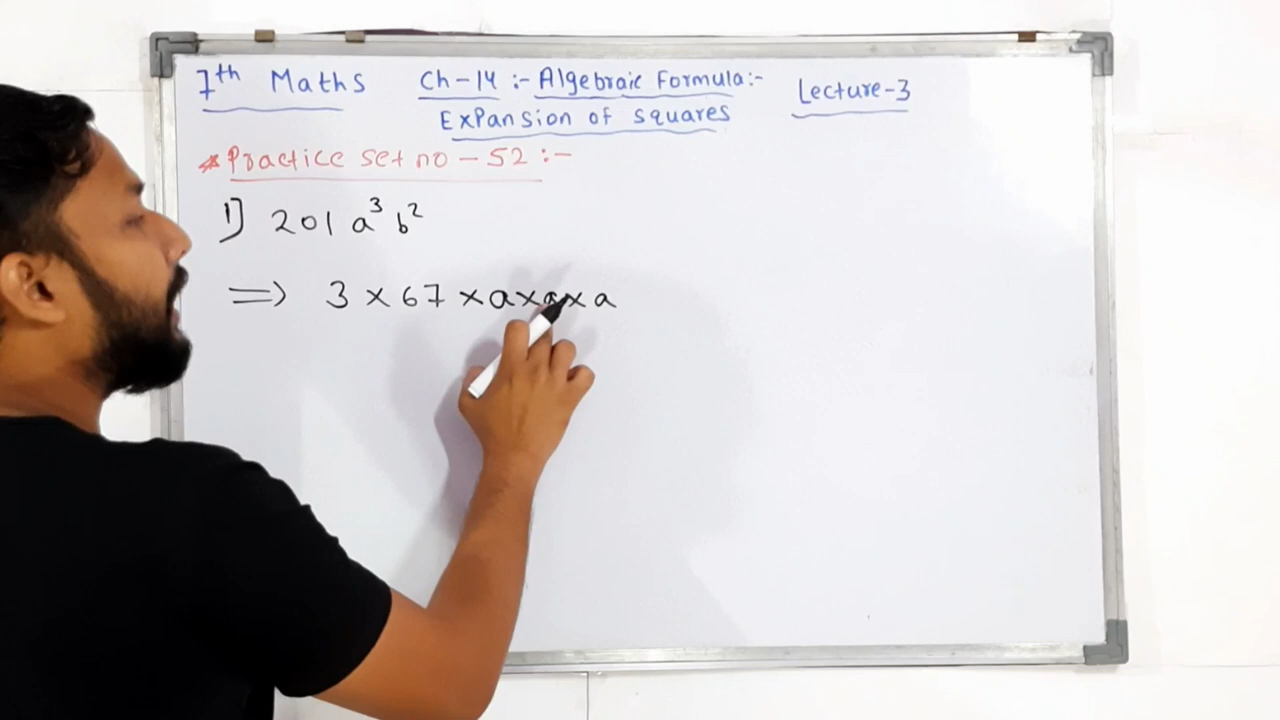 7th Maths Ch-14 :- Algebraic Formula:- Lecture-3
Expansion of squares
* Practice set no - 52 :-
1] 201 a³ b²
⇒ 3 × 67 × a × a × a